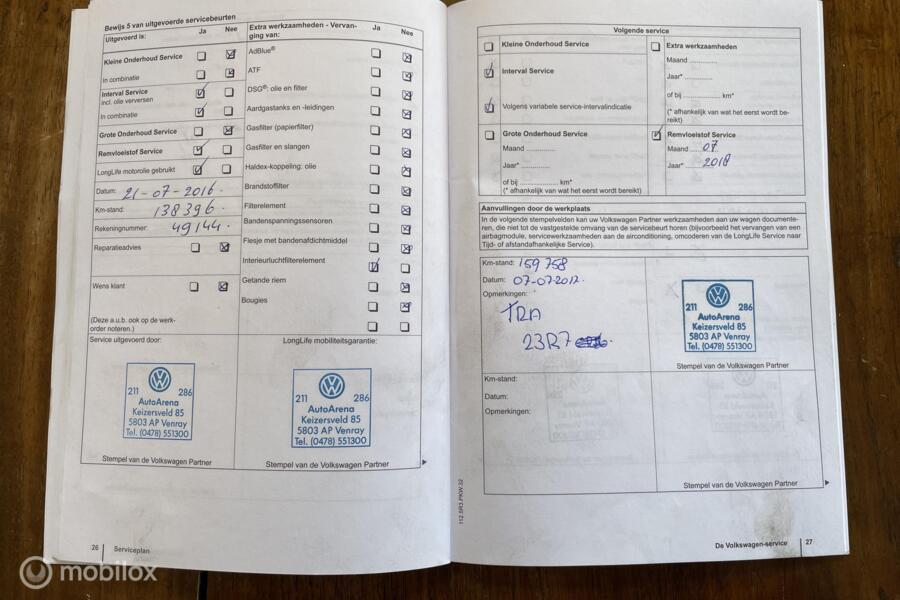 Bewijs 5 van uitgevoerde servicebeurten
Uitgevoerd is: Ja Nee
Kleine Onderhoud Service
In combinatie
Interval Service
incl. olie verversen
In combinatie
Grote Onderhoud Service
Remvloeistof Service
LongLife motorolie gebruikt
Datum: 21-07-2016.
Km-stand: 138396.
Rekeningnummer: 49144.
Reparatieadvies
Wens klant
(Deze a.u.b. ook op de werk-
order noteren.)
Extra werkzaamheden - Vervan-
ging van: Ja Nee
AdBlue®
ATF
DSG®: olie en filter
Aardgastanks en -leidingen
Gasfilter (papierfilter)
Gasfilter en slangen
Haldex-koppeling: olie
Brandstoffilter
Filterelement
Bandenspanningssensoren
Flesje met bandenafdichtmiddel
Interieurluchtfilterelement
Getande riem
Bougies
Service uitgevoerd door:
211 286
AutoArena
Keizersveld 85
5803 AP Venray
Tel. (0478) 551300
Stempel van de Volkswagen Partner
LongLife mobiliteitsgarantie:
211 286
AutoArena
Keizersveld 85
5803 AP Venray
Tel. (0478) 551300
Stempel van de Volkswagen Partner
26 Serviceplan
Volgende service
Kleine Onderhoud Service
Interval Service
Volgens variabele service-intervalindicatie
Extra werkzaamheden
Maand ..................
Jaar* ..................
of bij .................. km*
(* afhankelijk van wat het eerst wordt be-
reikt)
Grote Onderhoud Service
Maand ..................
Jaar* ..................
of bij .................. km*
(* afhankelijk van wat het eerst wordt bereikt)
Remvloeistof Service
Maand 07
Jaar* 2018
Aanvullingen door de werkplaats
In de volgende stempelvelden kan uw Volkswagen Partner werkzaamheden aan uw wagen documente-
ren, die niet tot de vastgestelde omvang van de servicebeurt horen (bijvoorbeeld het vervangen van een
airbagmodule, servicewerkzaamheden aan de airconditioning, omcoderen van de LongLife Service naar
Tijd- of afstandafhankelijke Service).
Km-stand: 159758
Datum: 07-07-2017.
Opmerkingen:
TRA
23R7
211 286
AutoArena
Keizersveld 85
5803 AP Venray
Tel. (0478) 551300
Stempel van de Volkswagen Partner
Km-stand:
Datum:
Opmerkingen:
Stempel van de Volkswagen Partner
112.5R3.PKW.32
De Volkswagen-service 27
mobilox